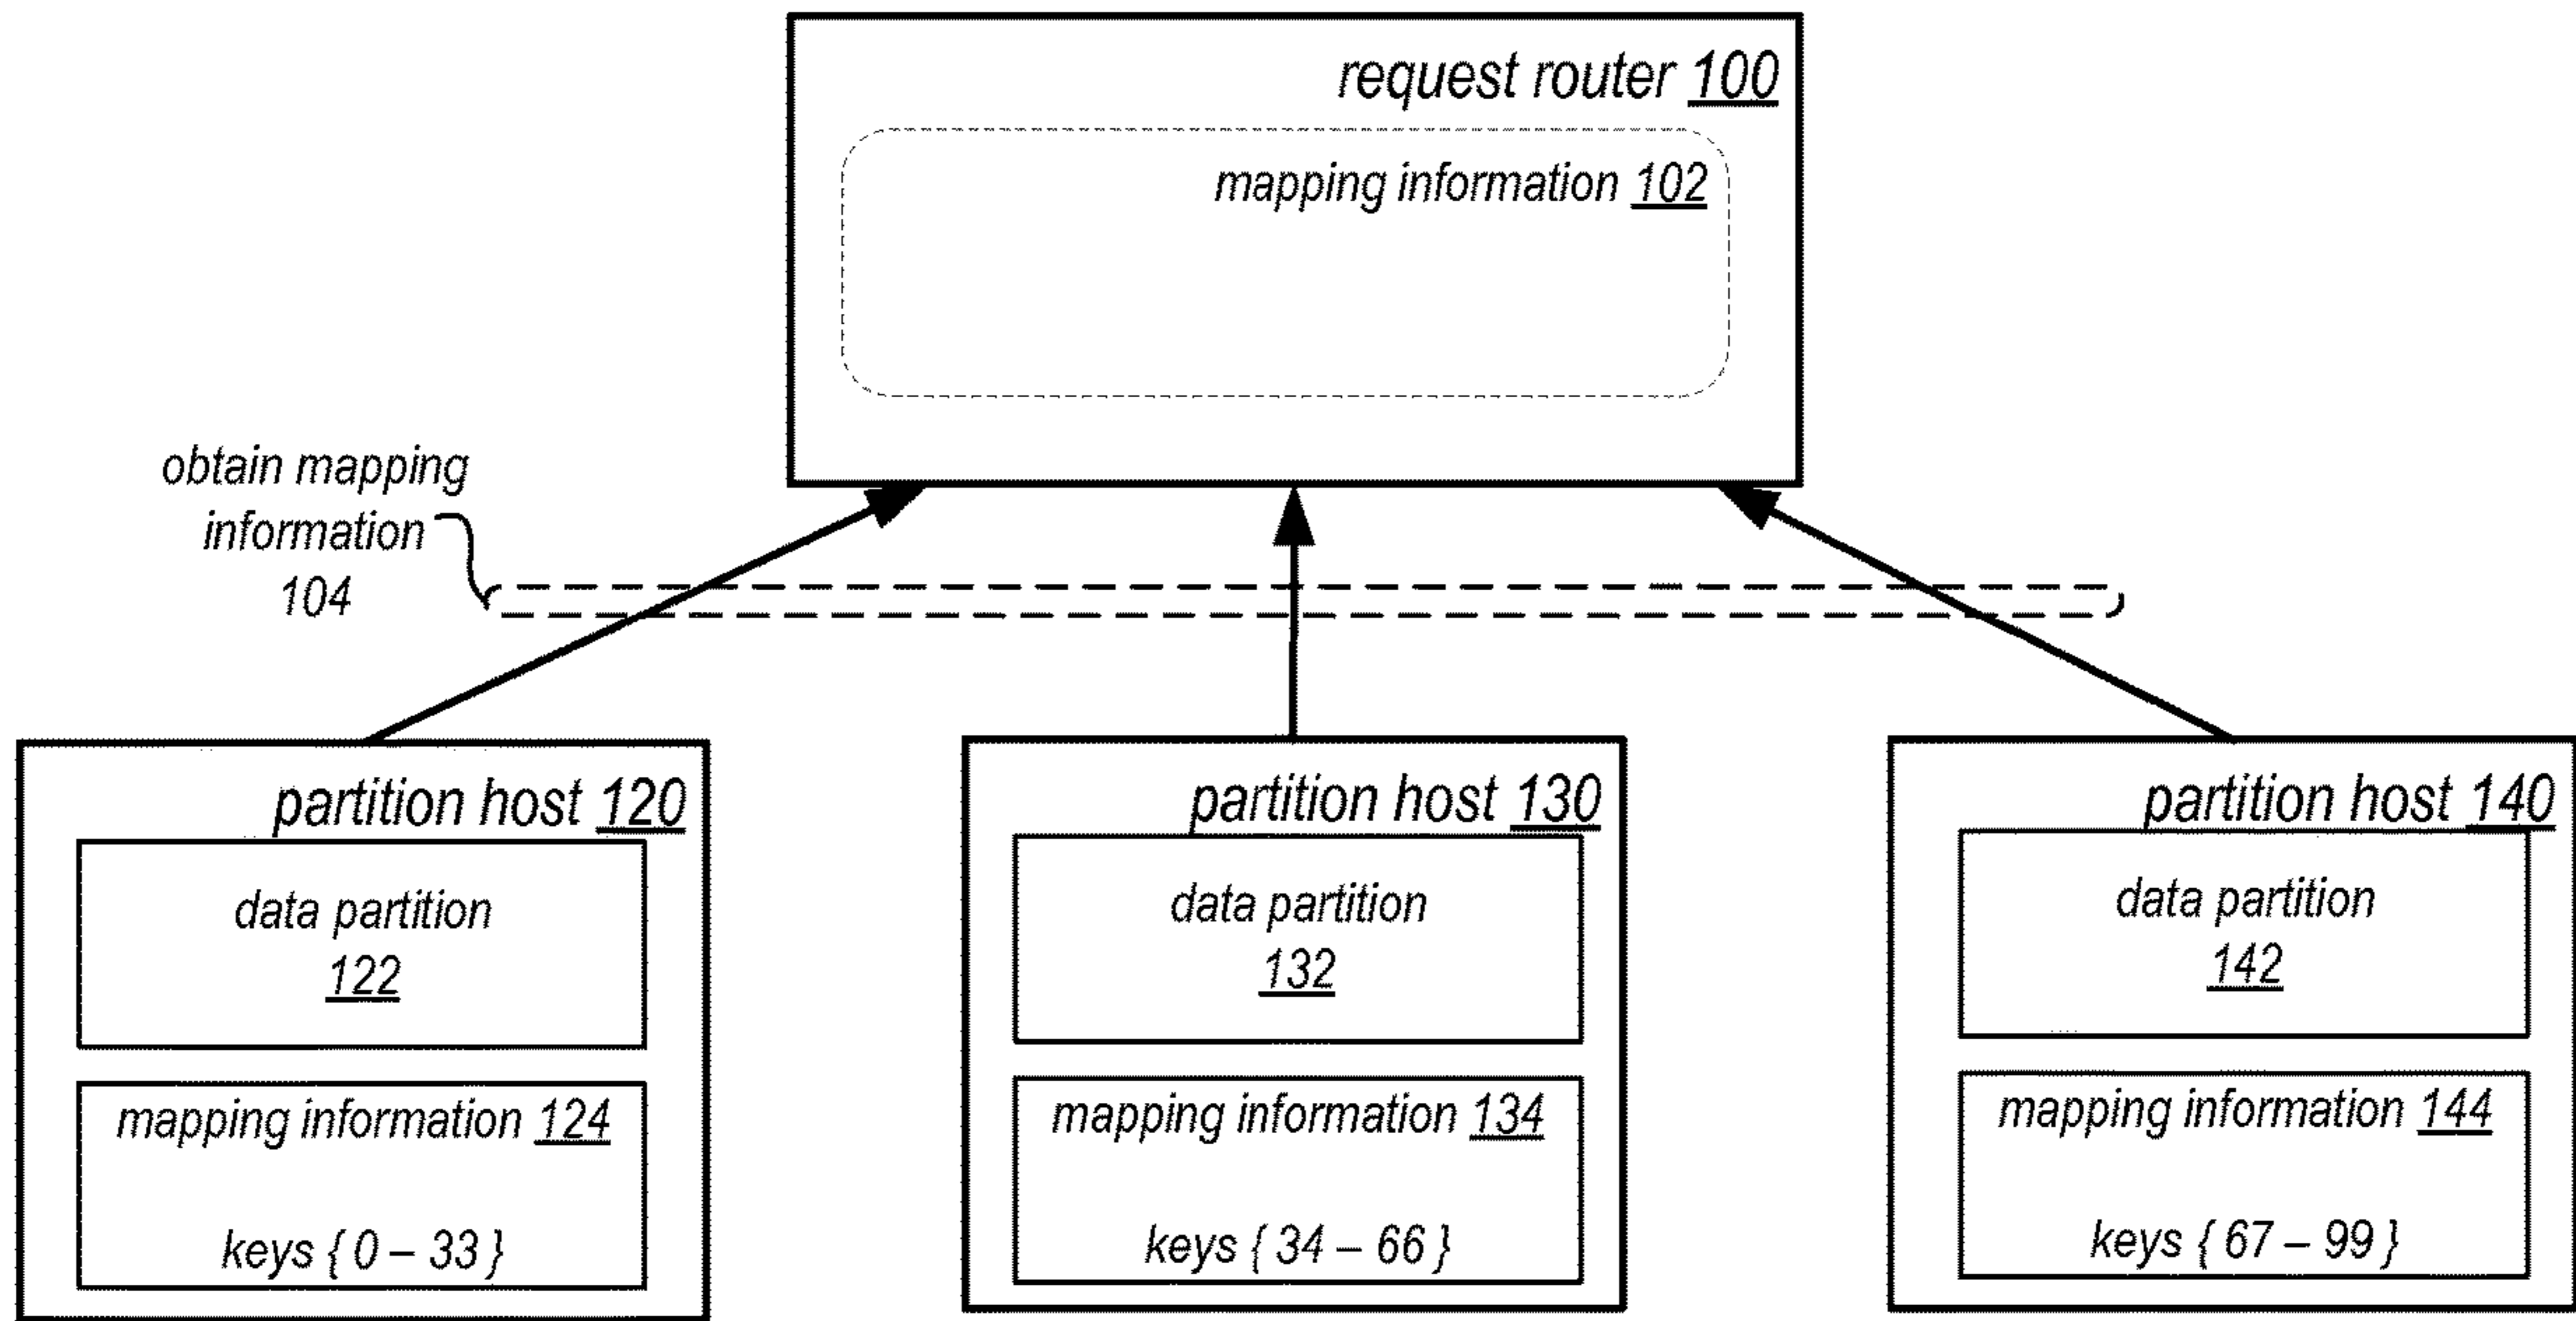 request router 100
mapping information 102
obtain mapping
information
104
partition host 120
data partition
122
mapping information 124
keys { 0 – 33 }
partition host 130
data partition
132
mapping information 134
keys { 34 – 66 }
partition host 140
data partition
142
mapping information 144
keys { 67 – 99 }